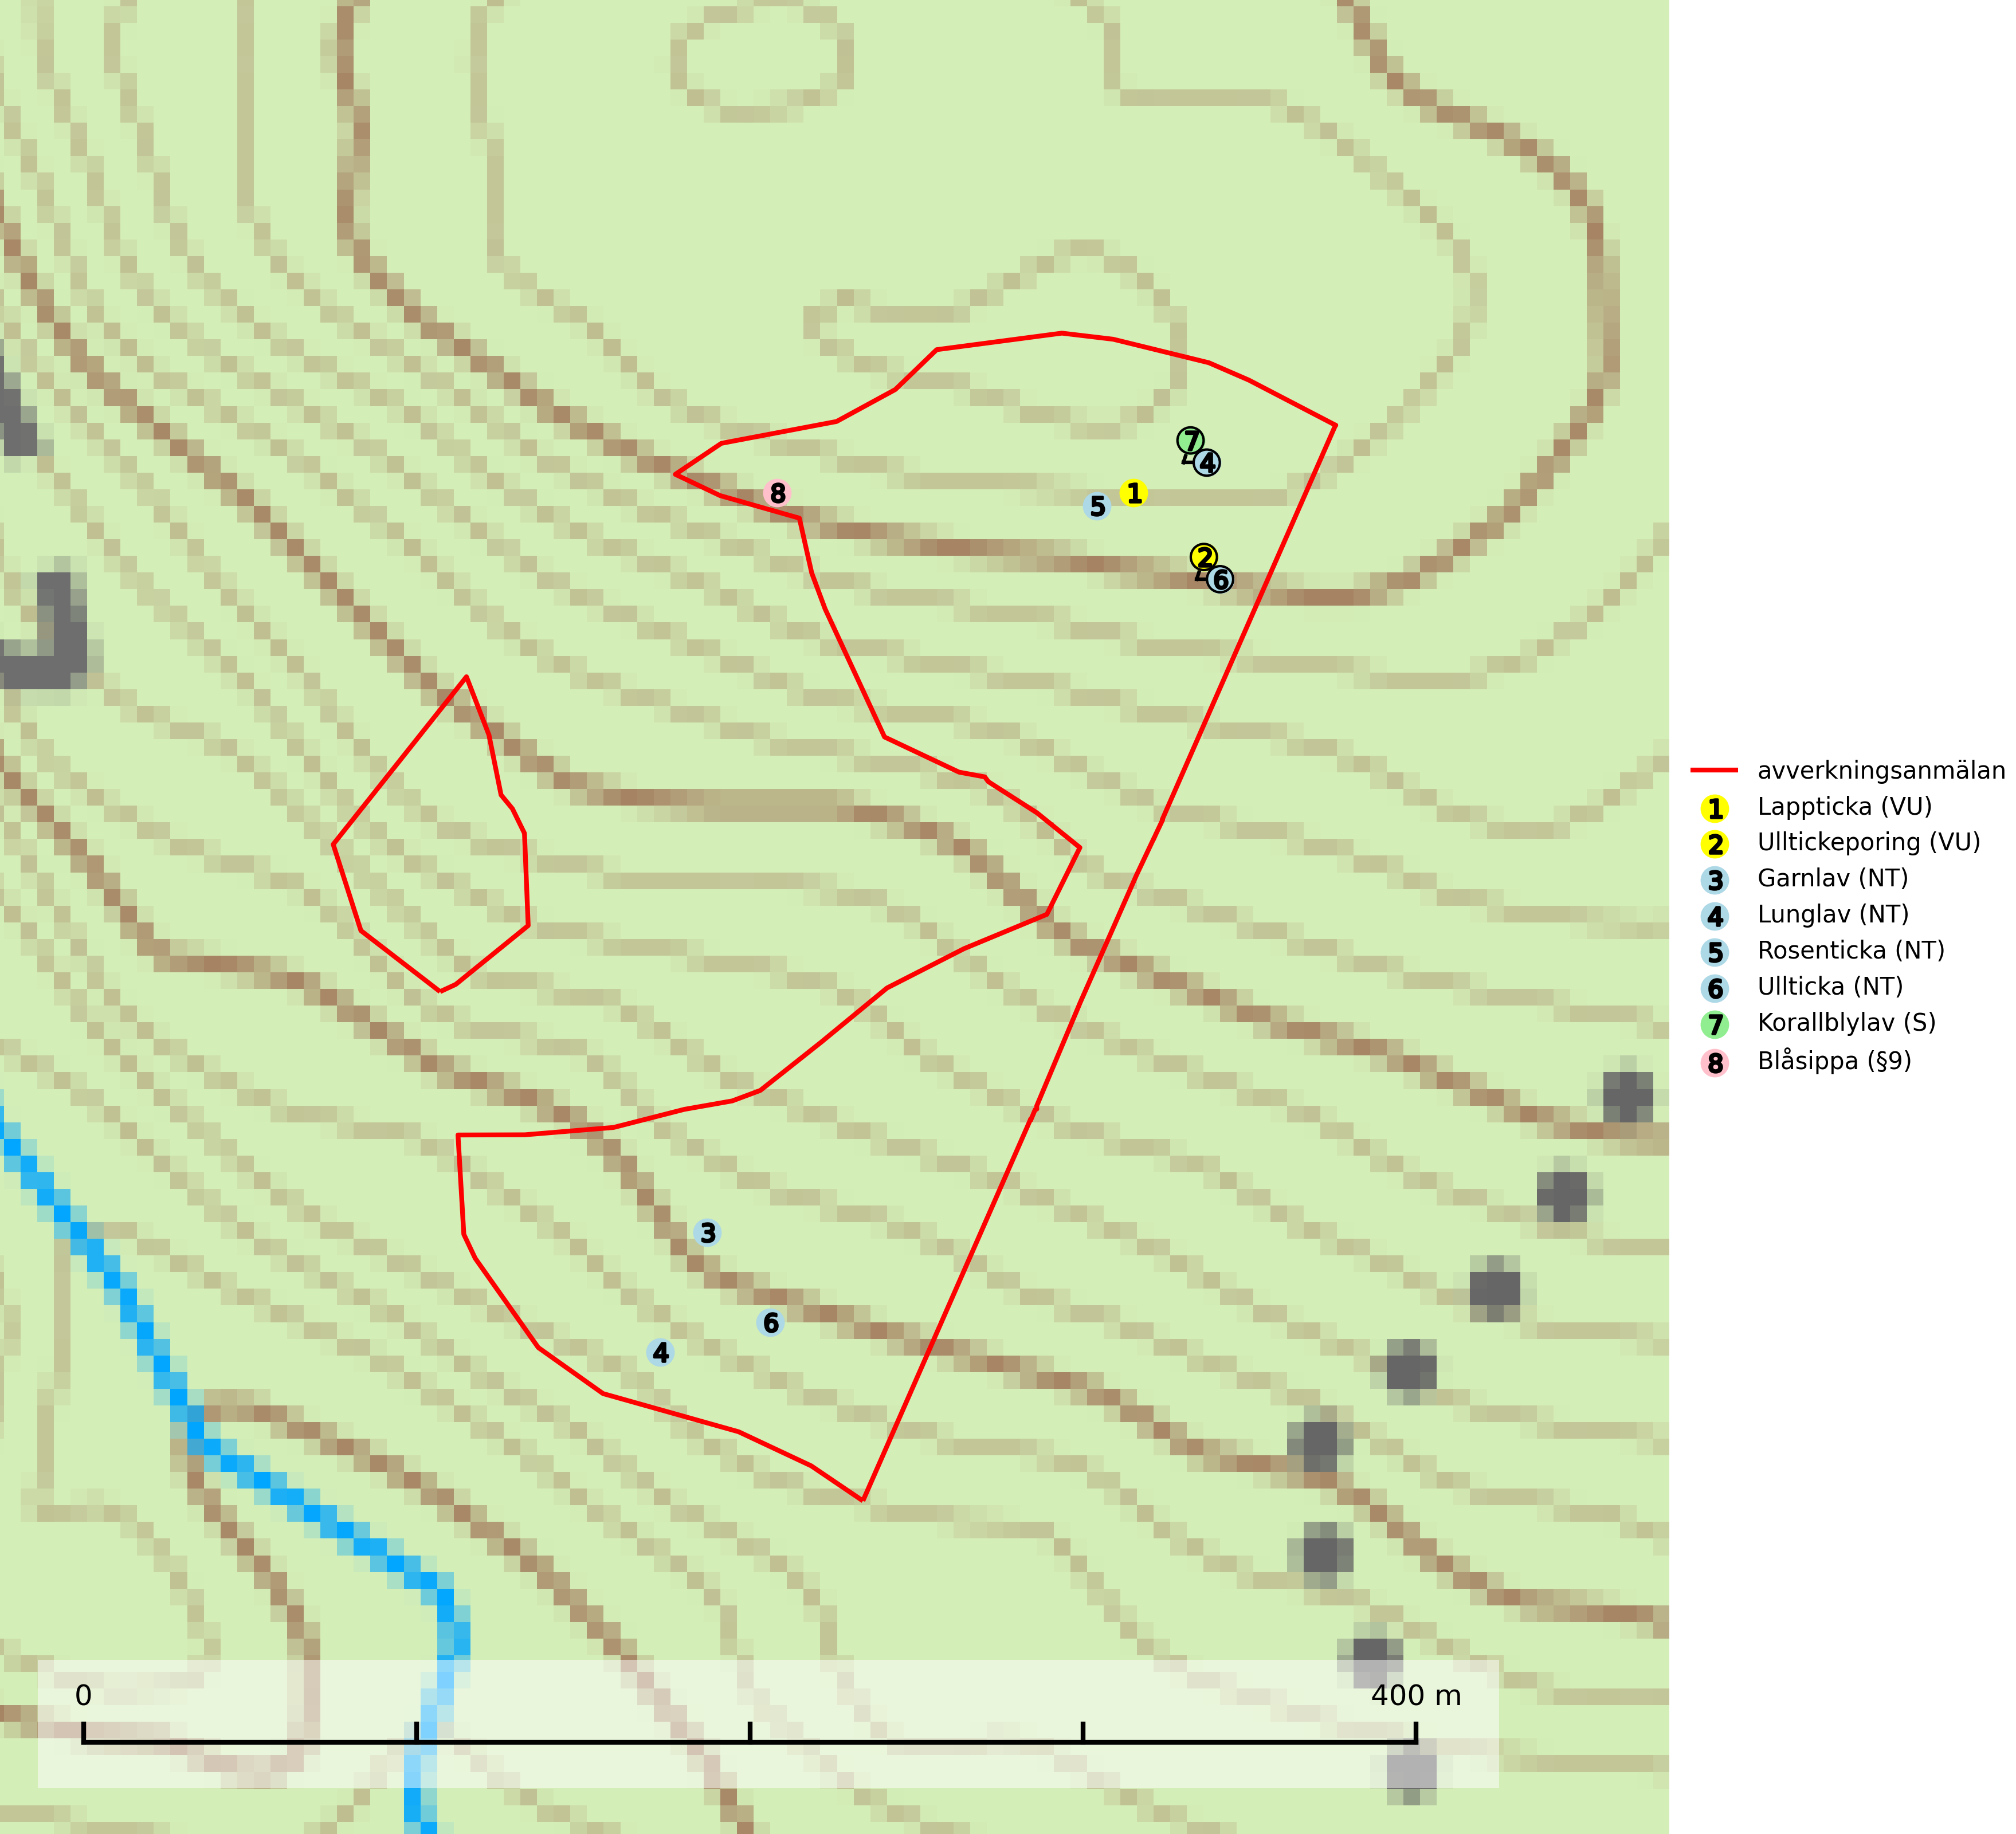 7
4
8
1
5
2
6
3
6
4
0
400 m
avverkningsanmälan
1 Lappticka (VU)
2 Ulltickeporing (VU)
3 Garnlav (NT)
4 Lunglav (NT)
5 Rosenticka (NT)
6 Ullticka (NT)
7 Korallblylav (S)
8 Blåsippa (§9)